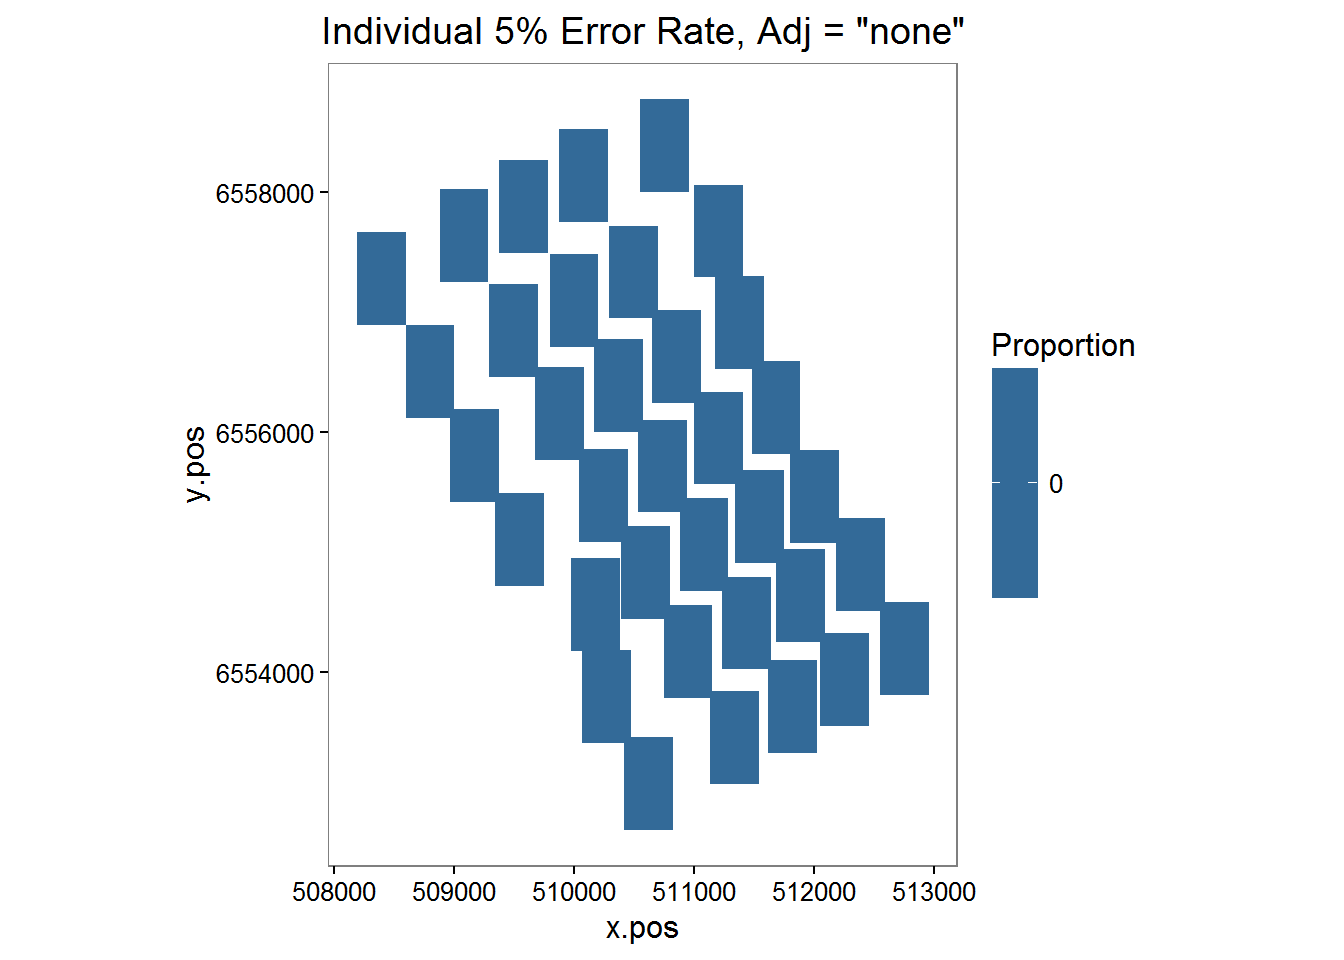 Individual 5% Error Rate, Adj = "none"
6558000
6556000
6554000
y.pos
508000 509000 510000 511000 512000 513000
x.pos
Proportion
0